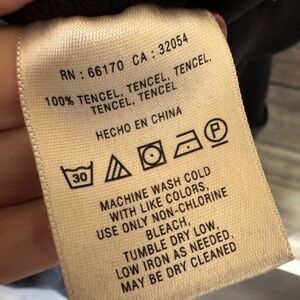 RN : 66170 CA : 32054
100% TENCEL, TENCEL, TENCEL,
TENCEL, TENCEL
HECHO EN CHINA
30 P
MACHINE WASH COLD
WITH LIKE COLORS,
USE ONLY NON-CHLORINE
BLEACH,
TUMBLE DRY LOW,
LOW IRON AS NEEDED,
MAY BE DRY CLEANED